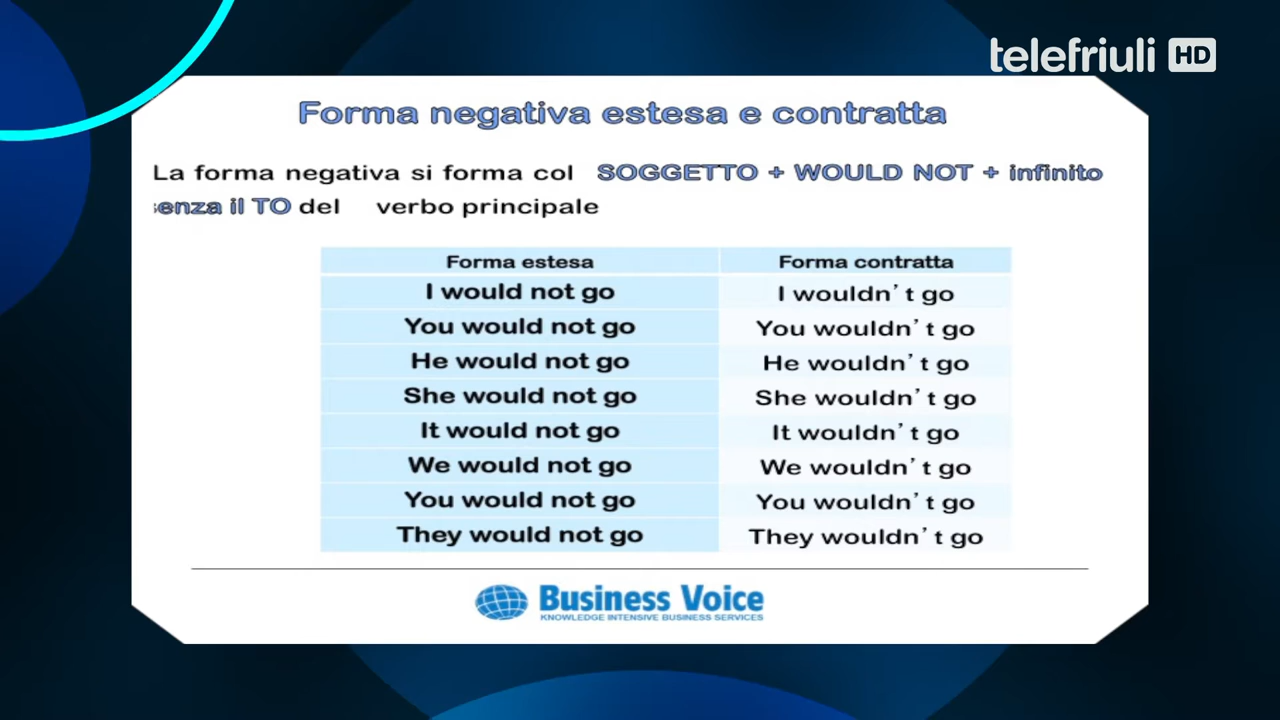 telefriuli HD
Forma negativa estesa e contratta
La forma negativa si forma col SOGGETTO + WOULD NOT + infinito
senza il TO del verbo principale
Forma estesa Forma contratta
I would not go I wouldn’t go
You would not go You wouldn’t go
He would not go He wouldn’t go
She would not go She wouldn’t go
It would not go It wouldn’t go
We would not go We wouldn’t go
You would not go You wouldn’t go
They would not go They wouldn’t go
Business Voice
KNOWLEDGE INTENSIVE BUSINESS SERVICES